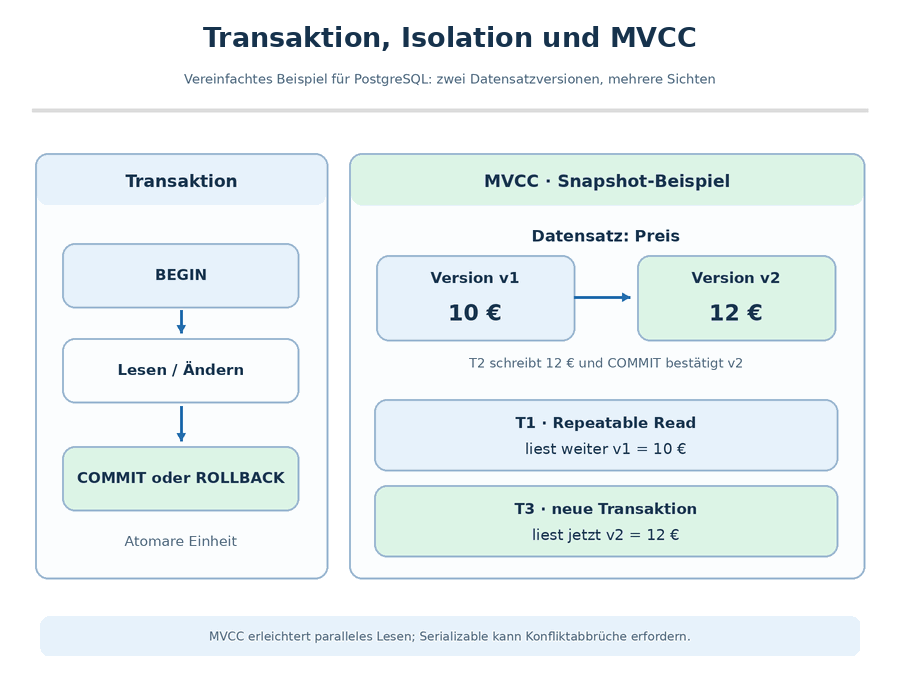 Transaktion, Isolation und MVCC
Vereinfachtes Beispiel für PostgreSQL: zwei Datensatzversionen, mehrere Sichten
Transaktion
BEGIN
Lesen / Ändern
COMMIT oder ROLLBACK
Atomare Einheit
MVCC · Snapshot-Beispiel
Datensatz: Preis
Version v1
10 €
Version v2
12 €
T2 schreibt 12 € und COMMIT bestätigt v2
T1 · Repeatable Read
liest weiter v1 = 10 €
T3 · neue Transaktion
liest jetzt v2 = 12 €
MVCC erleichtert paralleles Lesen; Serializable kann Konfliktabbrüche erfordern.